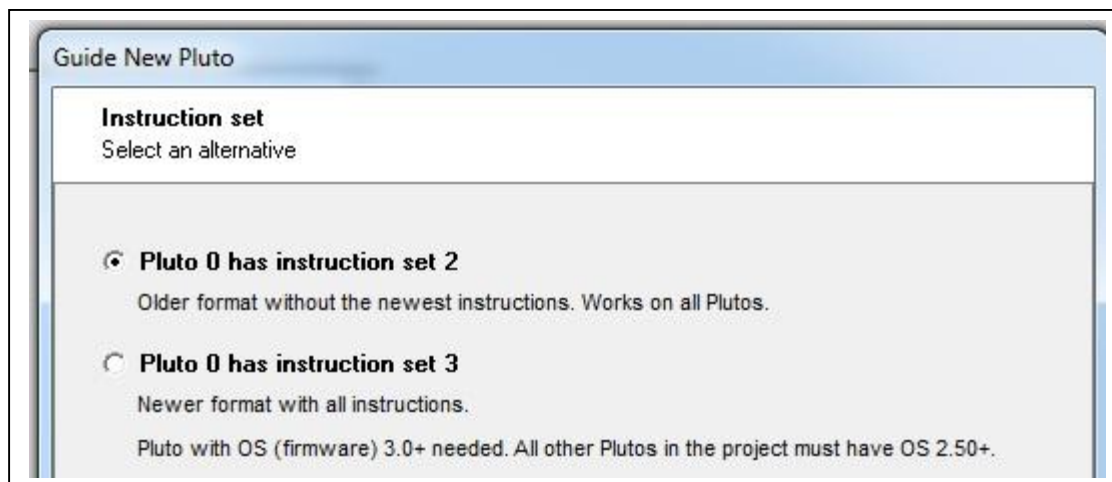 Guide New Pluto
Instruction set
Select an alternative
Pluto 0 has instruction set 2
Older format without the newest instructions. Works on all Plutos.
Pluto 0 has instruction set 3
Newer format with all instructions.
Pluto with OS (firmware) 3.0+ needed. All other Plutos in the project must have OS 2.50+.